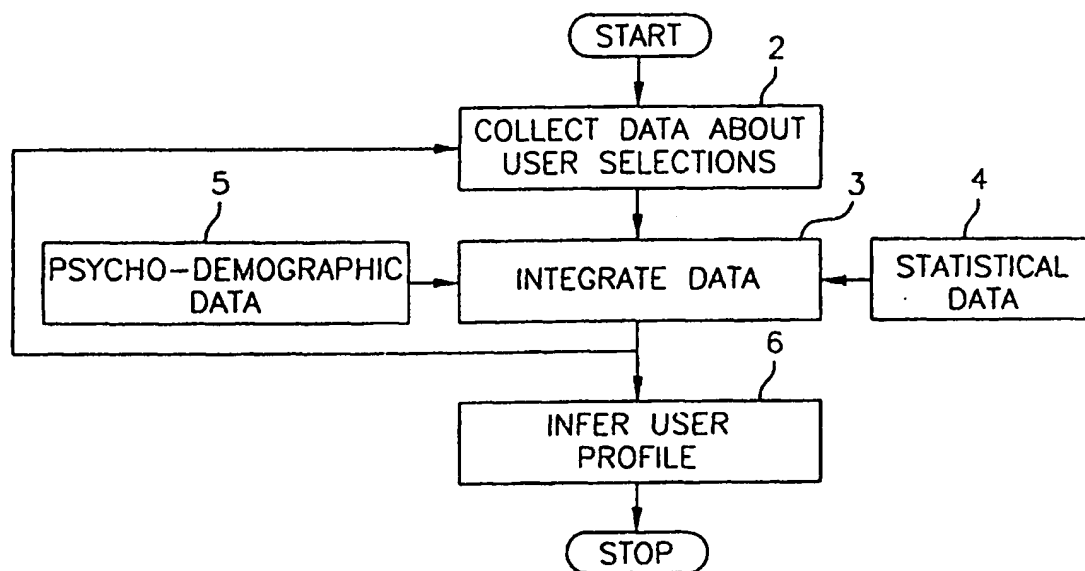 START
2
COLLECT DATA ABOUT
USER SELECTIONS
5
3
4
PSYCHO-DEMOGRAPHIC
DATA
INTEGRATE DATA
STATISTICAL
DATA
6
INFER USER
PROFILE
STOP